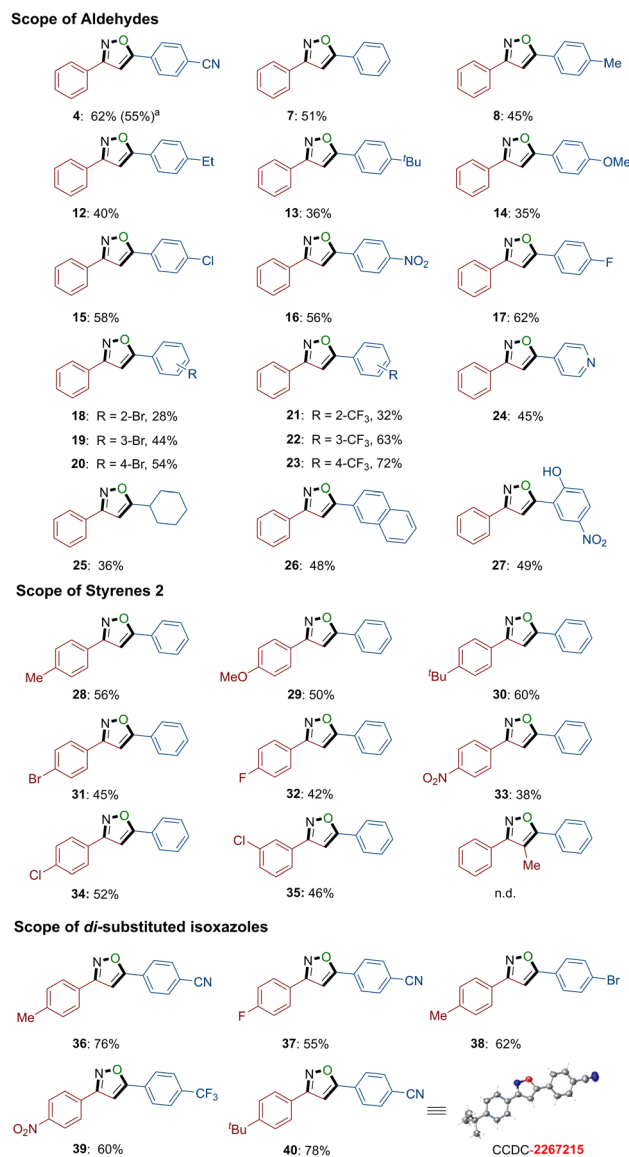 Scope of Aldehydes
N O CN
4: 62% (55%)a
N O
7: 51%
N O Me
8: 45%
N O Et
12: 40%
N O tBu
13: 36%
N O OMe
14: 35%
N O Cl
15: 58%
N O NO2
16: 56%
N O F
17: 62%
N O R
18: R = 2-Br, 28%
19: R = 3-Br, 44%
20: R = 4-Br, 54%
N O R
21: R = 2-CF3, 32%
22: R = 3-CF3, 63%
23: R = 4-CF3, 72%
N O N
24: 45%
N O
25: 36%
N O
26: 48%
HO N O NO2
27: 49%
Scope of Styrenes 2
N O Me
28: 56%
N O MeO
29: 50%
N O tBu
30: 60%
N O Br
31: 45%
N O F
32: 42%
N O O2N
33: 38%
N O Cl
34: 52%
N O Cl
35: 46%
N O Me
n.d.
Scope of di-substituted isoxazoles
N O CN Me
36: 76%
N O CN F
37: 55%
N O Br Me
38: 62%
N O CF3 NO2
39: 60%
N O CN tBu
40: 78%
CCDC-2267215